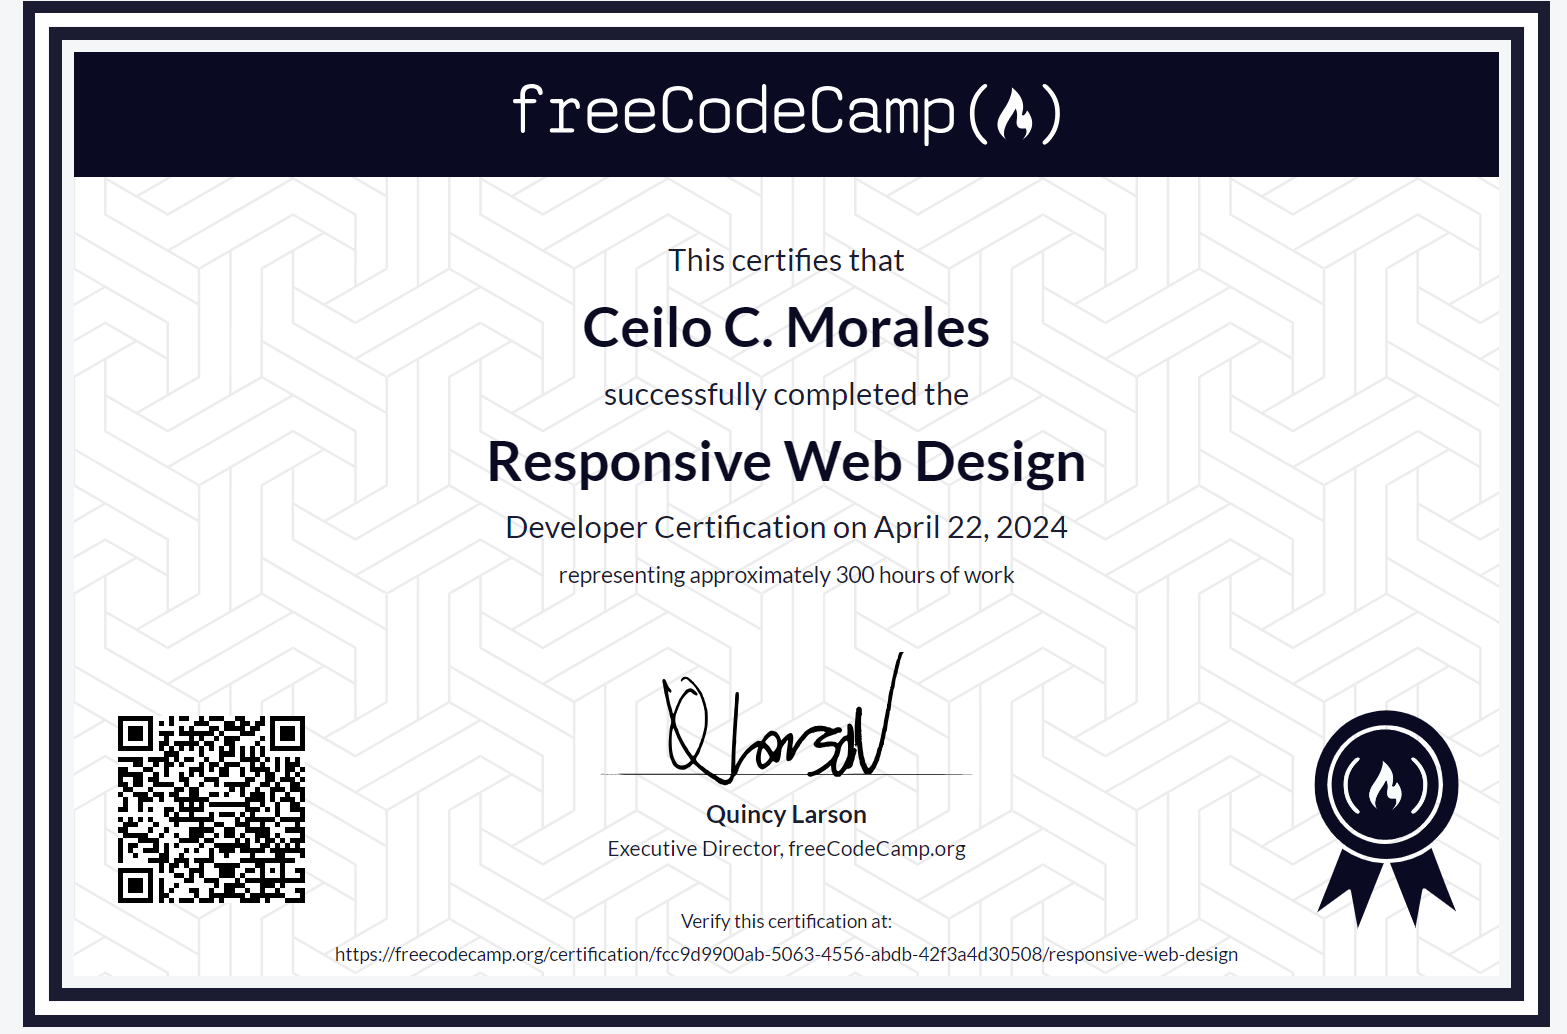 freeCodeCamp
This certifies that
Ceilo C. Morales
successfully completed the
Responsive Web Design
Developer Certification on April 22, 2024
representing approximately 300 hours of work
Quincy Larson
Executive Director, freeCodeCamp.org
Verify this certification at:
https://freecodecamp.org/certification/fcc9d9900ab-5063-4556-abdb-42f3a4d30508/responsive-web-design